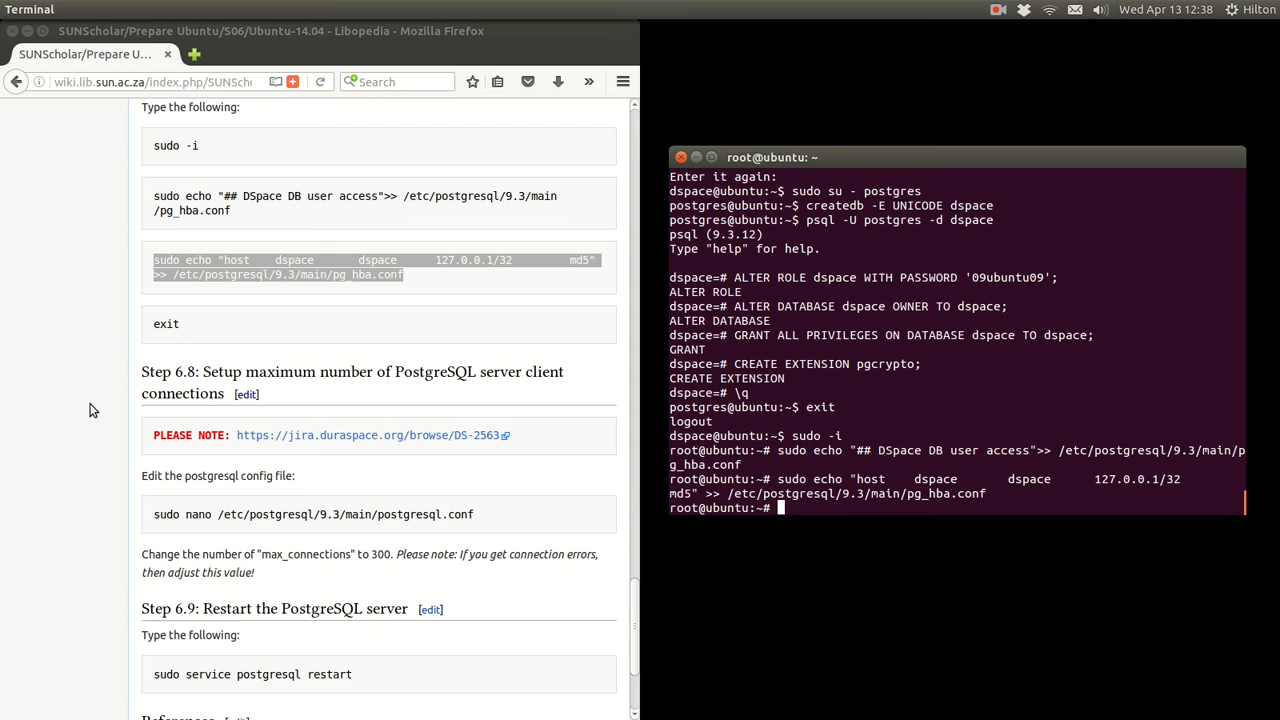 Terminal
Wed Apr 13 12:38
Hilton
SUNScholar/Prepare Ubuntu/S06/Ubuntu-14.04 - Libopedia - Mozilla Firefox
SUNScholar/Prepare U...
wiki.lib.sun.ac.za/index.php/SUNSch
Search
Type the following:
sudo -i
sudo echo "## DSpace DB user access">> /etc/postgresql/9.3/main
/pg_hba.conf
sudo echo "host    dspace      dspace     127.0.0.1/32       md5"
>> /etc/postgresql/9.3/main/pg_hba.conf
exit
Step 6.8: Setup maximum number of PostgreSQL server client
connections [edit]
PLEASE NOTE: https://jira.duraspace.org/browse/DS-2563
Edit the postgresql config file:
sudo nano /etc/postgresql/9.3/main/postgresql.conf
Change the number of "max_connections" to 300. Please note: If you get connection errors,
then adjust this value!
Step 6.9: Restart the PostgreSQL server [edit]
Type the following:
sudo service postgresql restart
References [edit]
root@ubuntu: ~
Enter it again:
dspace@ubuntu:~$ sudo su - postgres
postgres@ubuntu:~$ createdb -E UNICODE dspace
postgres@ubuntu:~$ psql -U postgres -d dspace
psql (9.3.12)
Type "help" for help.
dspace=# ALTER ROLE dspace WITH PASSWORD '09ubuntu09';
ALTER ROLE
dspace=# ALTER DATABASE dspace OWNER TO dspace;
ALTER DATABASE
dspace=# GRANT ALL PRIVILEGES ON DATABASE dspace TO dspace;
GRANT
dspace=# CREATE EXTENSION pgcrypto;
CREATE EXTENSION
dspace=# \q
postgres@ubuntu:~$ exit
logout
dspace@ubuntu:~$ sudo -i
root@ubuntu:~# sudo echo "## DSpace DB user access">> /etc/postgresql/9.3/main/p
g_hba.conf
root@ubuntu:~# sudo echo "host    dspace      dspace     127.0.0.1/32
md5" >> /etc/postgresql/9.3/main/pg_hba.conf
root@ubuntu:~#